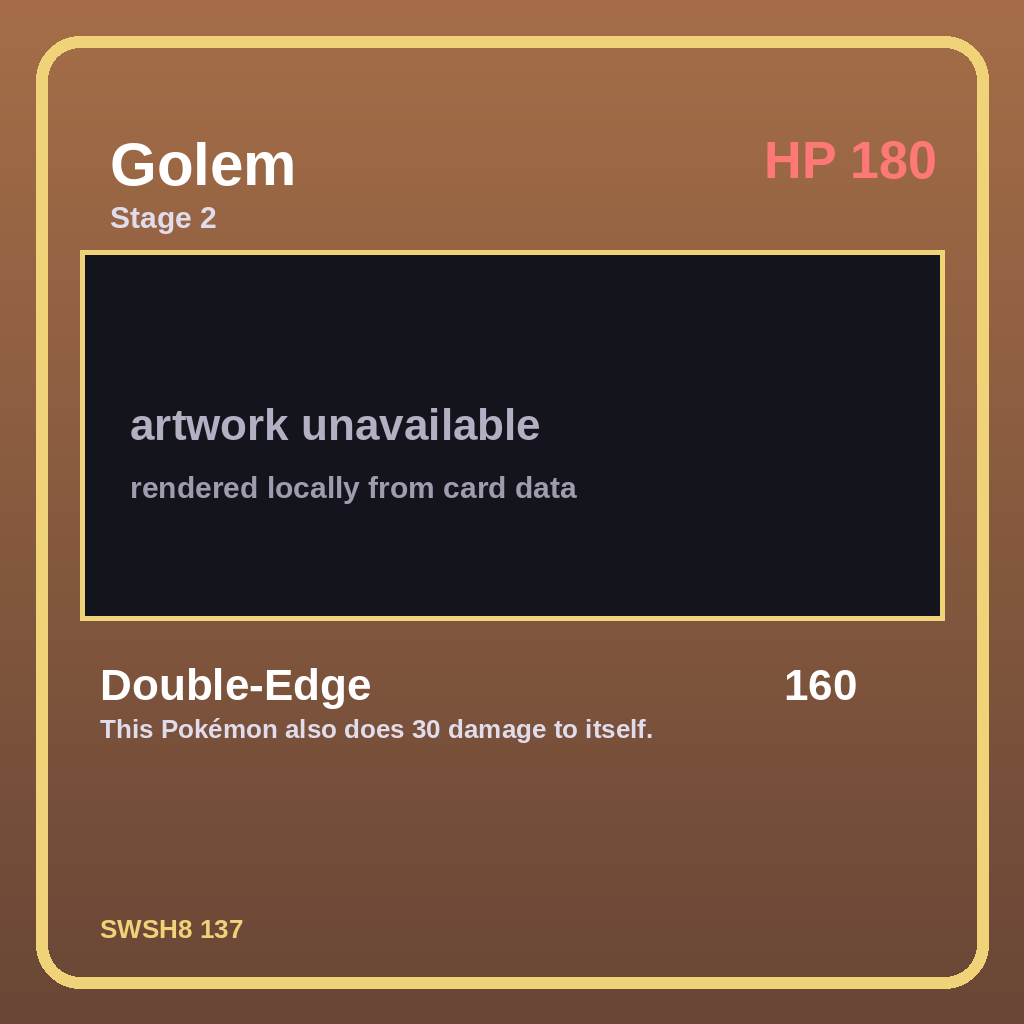 Golem
HP 180
Stage 2
artwork unavailable
rendered locally from card data
Double-Edge
160
This Pokémon also does 30 damage to itself.
SWSH8 137